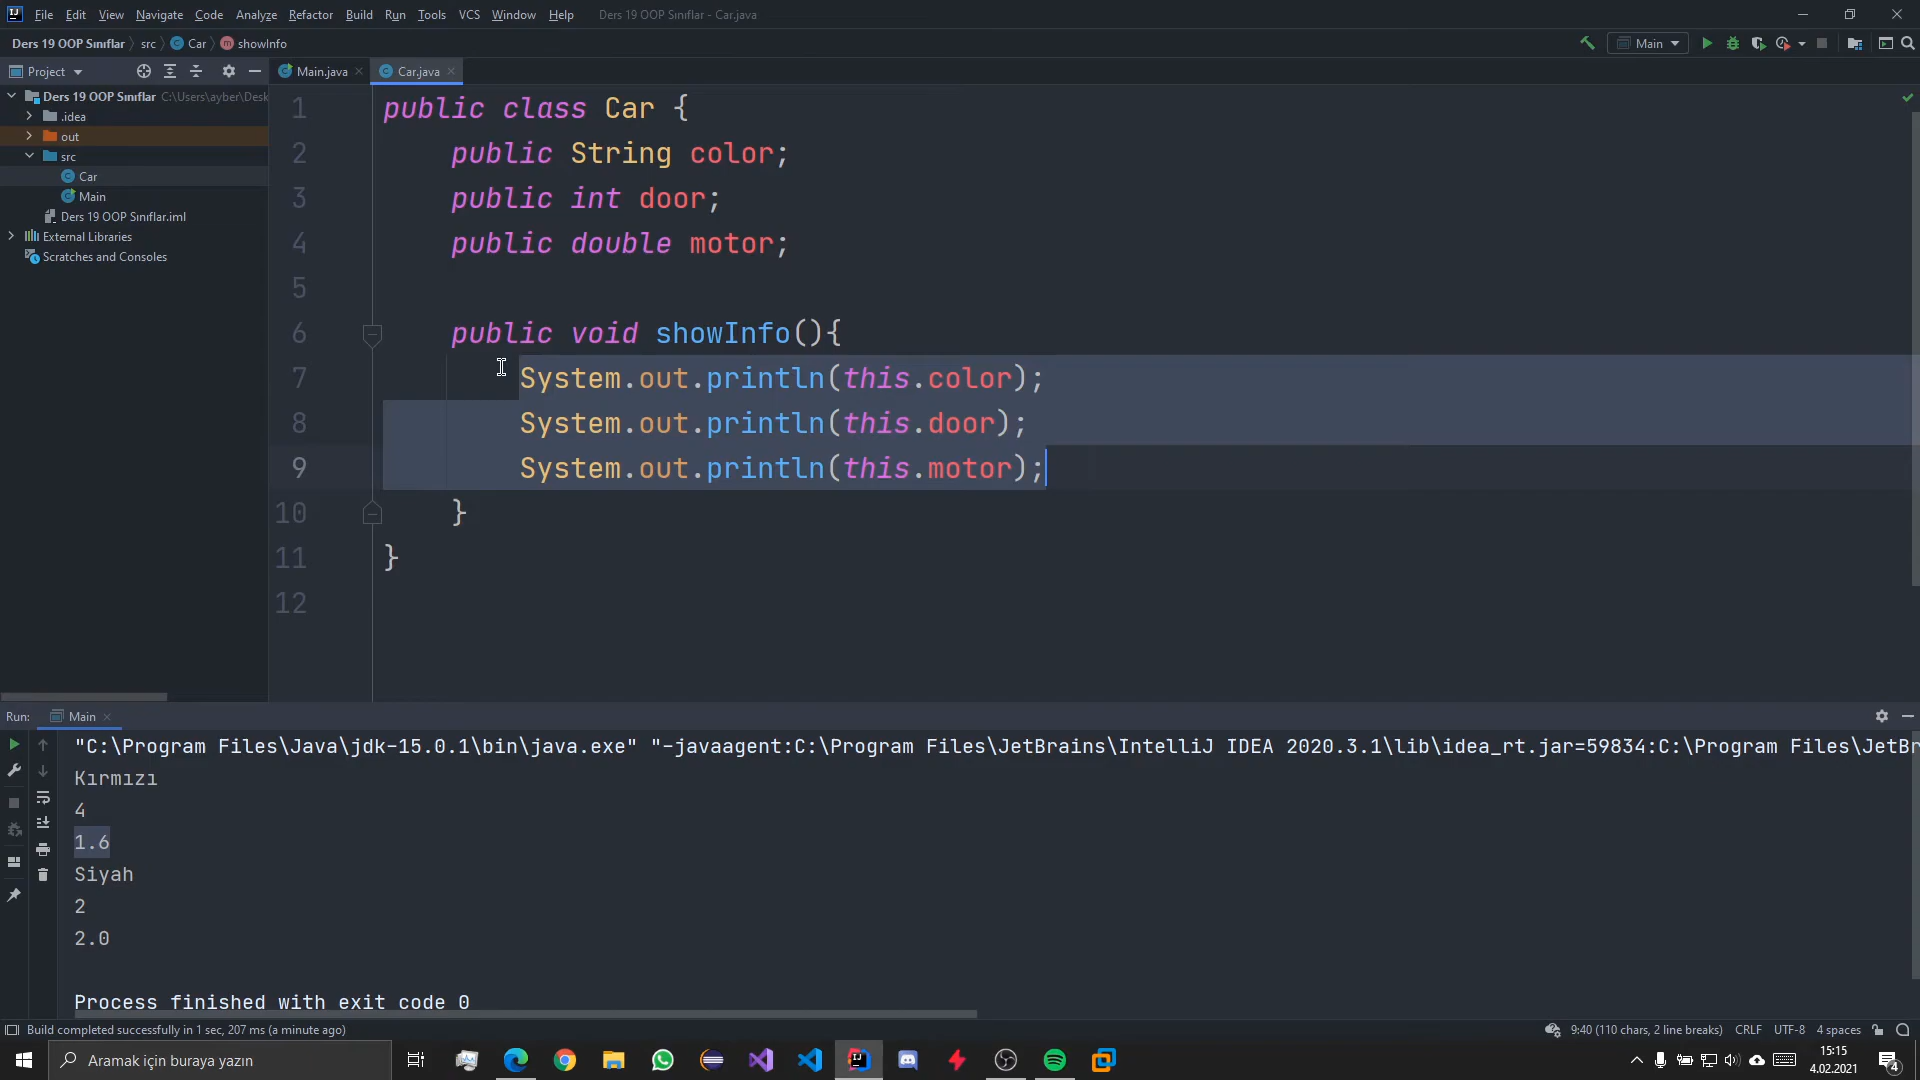 File Edit View Navigate Code Analyze Refactor Build Run Tools VCS Window Help Ders 19 OOP Sınıflar - Car.java
Ders 19 OOP Sınıflar src Car showInfo Main
Project Main.java Car.java
Ders 19 OOP Sınıflar C:\Users\ayber\Desk
.idea
out
src
Car
Main
Ders 19 OOP Sınıflar.iml
External Libraries
Scratches and Consoles
1 public class Car {
2 public String color;
3 public int door;
4 public double motor;
5
6 public void showInfo(){
7 System.out.println(this.color);
8 System.out.println(this.door);
9 System.out.println(this.motor);
10 }
11 }
12
Run: Main
"C:\Program Files\Java\jdk-15.0.1\bin\java.exe" "-javaagent:C:\Program Files\JetBrains\IntelliJ IDEA 2020.3.1\lib\idea_rt.jar=59834:C:\Program Files\JetBr
Kırmızı
4
1.6
Siyah
2
2.0
Process finished with exit code 0
Build completed successfully in 1 sec, 207 ms (a minute ago) 9:40 (110 chars, 2 line breaks) CRLF UTF-8 4 spaces
Aramak için buraya yazın
15:15
4.02.2021
4